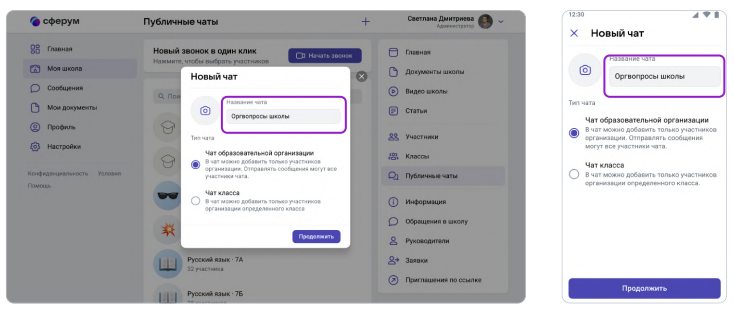 сферум
Публичные чаты
Светлана Дмитриева
Администратор
Главная
Моя школа
Сообщения
Мои документы
Профиль
Настройки
Конфиденциальность Условия
Помощь
Новый звонок в один клик
Нажмите, чтобы выбрать участников
Начать звонок
Новый чат
Название чата
Оргвопросы школы
Тип чата
Чат образовательной организации
В чат можно добавить только участников
организации. Отправлять сообщения могут все
участники чата.
Чат класса
В чат можно добавить только участников
организации определенного класса
Продолжить
Русский язык · 7А
32 участника
Русский язык · 7Б
Главная
Документы школы
Видео школы
Статьи
Участники
Классы
Публичные чаты
Информация
Обращения в школу
Руководители
Заявки
Приглашения по ссылке
12:30
Новый чат
Название чата
Оргвопросы школы
Тип чата
Чат образовательной организации
В чат можно добавить только участников
организации. Отправлять сообщения
могут все участники чата.
Чат класса
В чат можно добавить только участников
организации определенного класса.
Продолжить